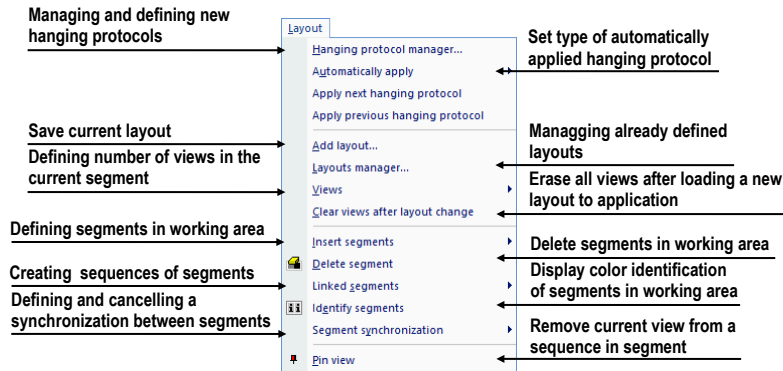 Managing and defining new
hanging protocols
Layout
Hanging protocol manager...
Automatically apply
Apply next hanging protocol
Apply previous hanging protocol
Set type of automatically
applied hanging protocol
Save current layout
Defining number of views in the
current segment
Add layout...
Layouts manager...
Views
Clear views after layout change
Managging already defined
layouts
Erase all views after loading a new
layout to application
Defining segments in working area
Creating sequences of segments
Defining and cancelling a
synchronization between segments
Insert segments
Delete segment
Linked segments
Identify segments
Segment synchronization
Pin view
Delete segments in working area
Display color identification
of segments in working area
Remove current view from a
sequence in segment